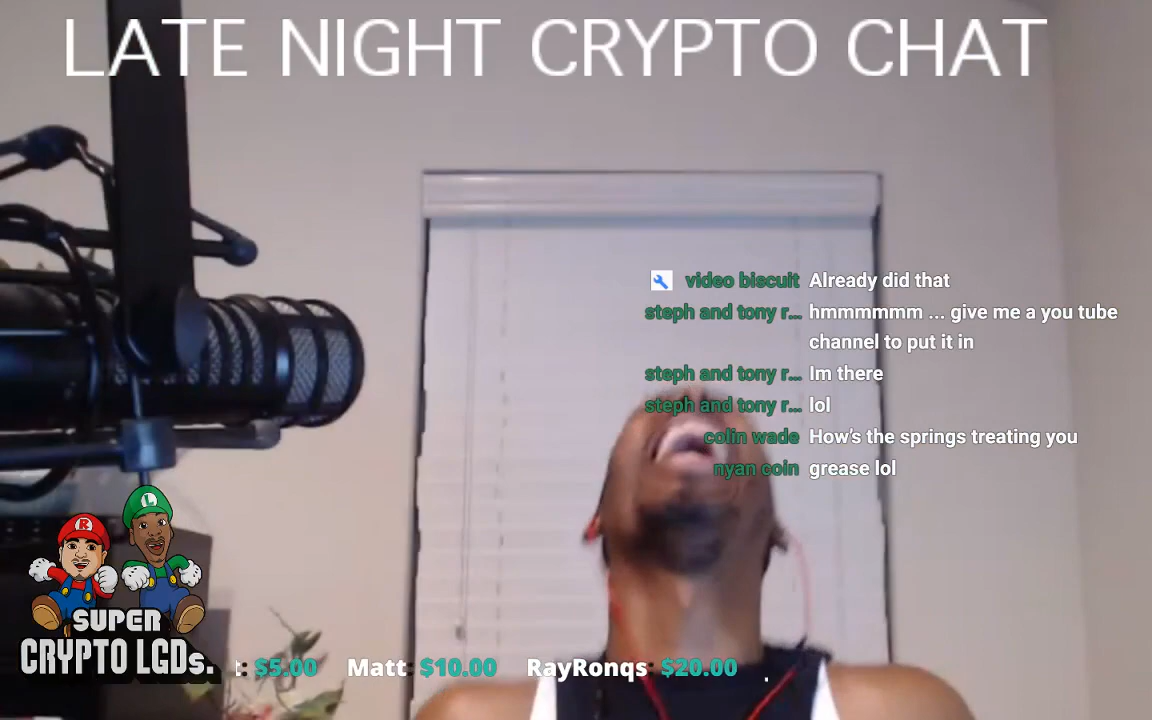 LATE NIGHT CRYPTO CHAT
video biscuit Already did that
steph and tony r... hmmmmmm ... give me a you tube
channel to put it in
steph and tony r... Im there
steph and tony r... lol
colin wade How's the springs treating you
nyan coin grease lol
R L
SUPER
CRYPTO LGDs.
: $5.00 Matt: $10.00 RayRonqs: $20.00